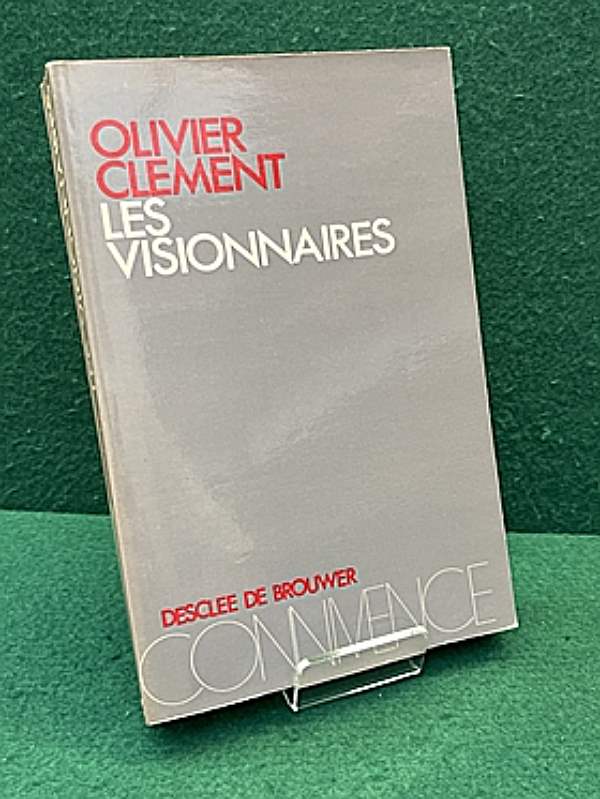 OLIVIER
CLEMENT
LES
VISIONNAIRES
DESCLEE DE BROUWER
CONNIVENCE